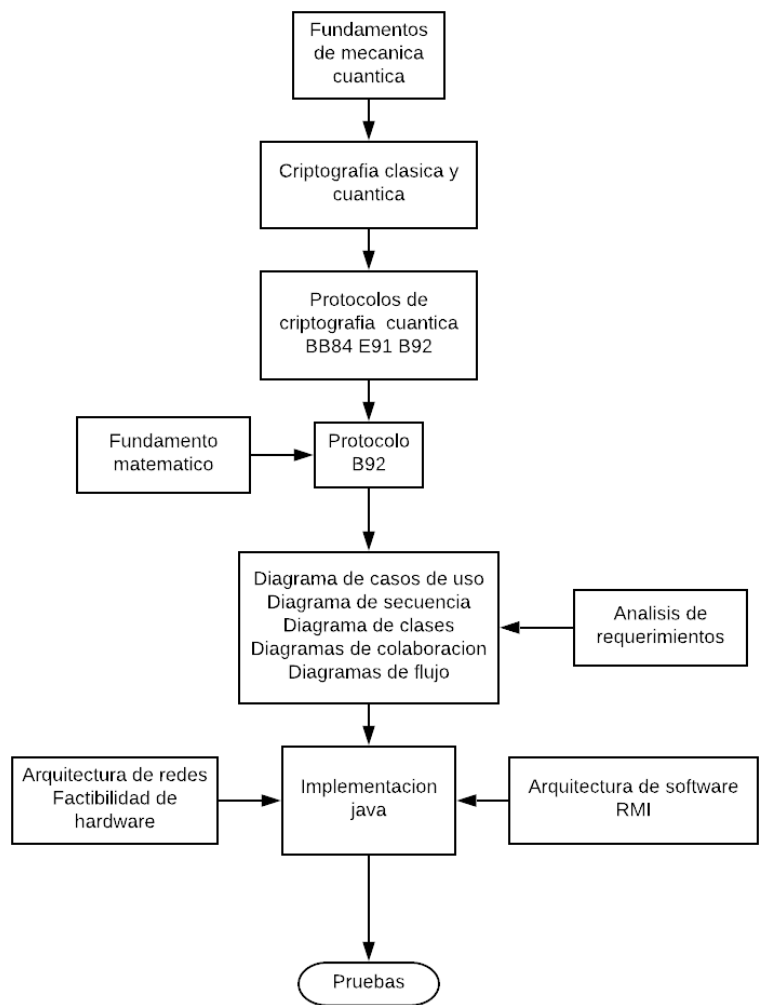 Fundamentos
de mecanica
cuantica
Criptografia clasica y
cuantica
Protocolos de
criptografia cuantica
BB84 E91 B92
Fundamento
matematico
Protocolo
B92
Diagrama de casos de uso
Diagrama de secuencia
Diagrama de clases
Diagramas de colaboracion
Diagramas de flujo
Analisis de
requerimientos
Arquitectura de redes
Factibilidad de
hardware
Implementacion
java
Arquitectura de software
RMI
Pruebas